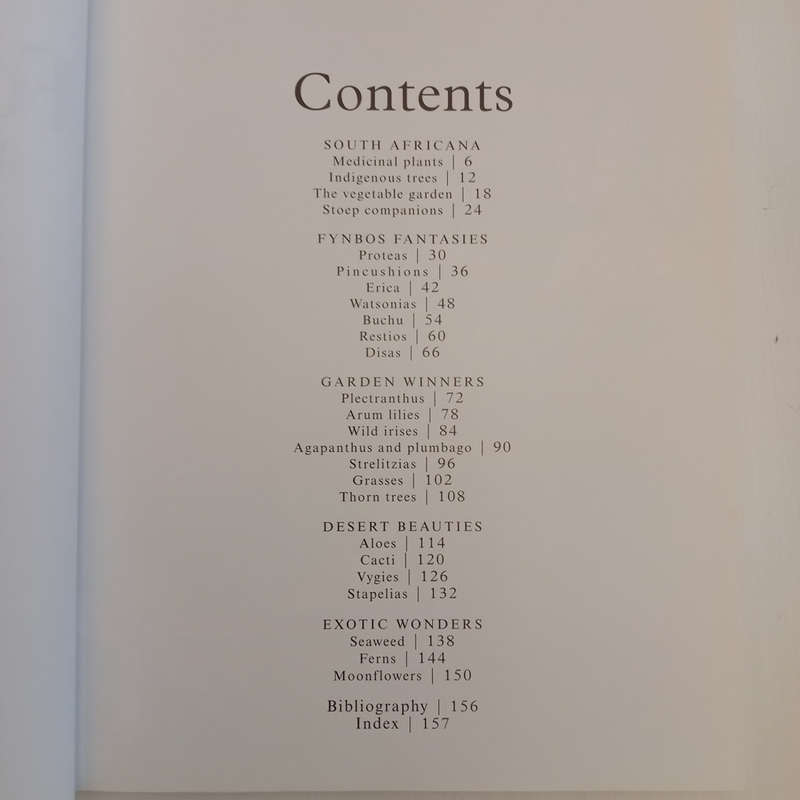 Contents
SOUTH AFRICANA
Medicinal plants | 6
Indigenous trees | 12
The vegetable garden | 18
Stoep companions | 24
FYNBOS FANTASIES
Proteas | 30
Pincushions | 36
Erica | 42
Watsonias | 48
Buchu | 54
Restios | 60
Disas | 66
GARDEN WINNERS
Plectranthus | 72
Arum lilies | 78
Wild irises | 84
Agapanthus and plumbago | 90
Strelitzias | 96
Grasses | 102
Thorn trees | 108
DESERT BEAUTIES
Aloes | 114
Cacti | 120
Vygies | 126
Stapelias | 132
EXOTIC WONDERS
Seaweed | 138
Ferns | 144
Moonflowers | 150
Bibliography | 156
Index | 157